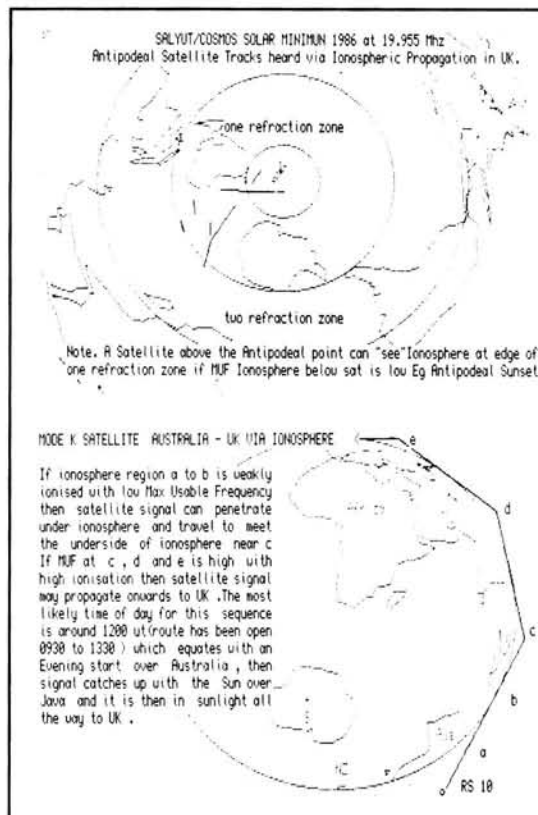 SALYUT/COSMOS SOLAR MINIMUN 1986 at 19.955 Mhz
Antipodeal Satellite Tracks heard via Ionospheric Propagation in UK.
one refraction zone
two refraction zone
Note. A Satellite above the Antipodeal point can "see"Ionosphere at edge of
one refraction zone if MUF Ionosphere below sat is low Eg Antipodeal Sunset
MODE K SATELLITE AUSTRALIA - UK VIA IONOSPHERE
e
If ionosphere region a to b is weakly
ionised with low Max Usable Frequency
then satellite signal can penetrate
under ionosphere and travel to meet
the underside of ionosphere near c
If MUF at c , d and e is high with
high ionisation then satellite signal
may propagate onwards to UK .The most
likely time of day for this sequence
is around 1200 ut(route has been open
0930 to 1330 ) which equates with an
Evening start over Australia , then
signal catches up with the Sun over
Java and it is then in sunlight all
the way to UK .
d
c
b
a
RS 10